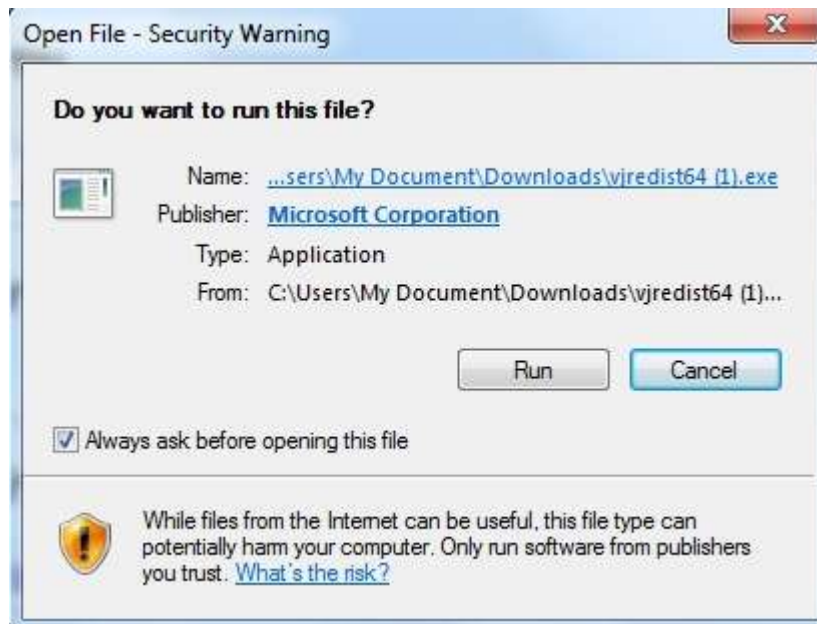 Open File - Security Warning
Do you want to run this file?
Name: ...sers\My Document\Downloads\vjredist64 (1).exe
Publisher: Microsoft Corporation
Type: Application
From: C:\Users\My Document\Downloads\vjredist64 (1)...
Run Cancel
Always ask before opening this file
While files from the Internet can be useful, this file type can
potentially harm your computer. Only run software from publishers
you trust. What's the risk?